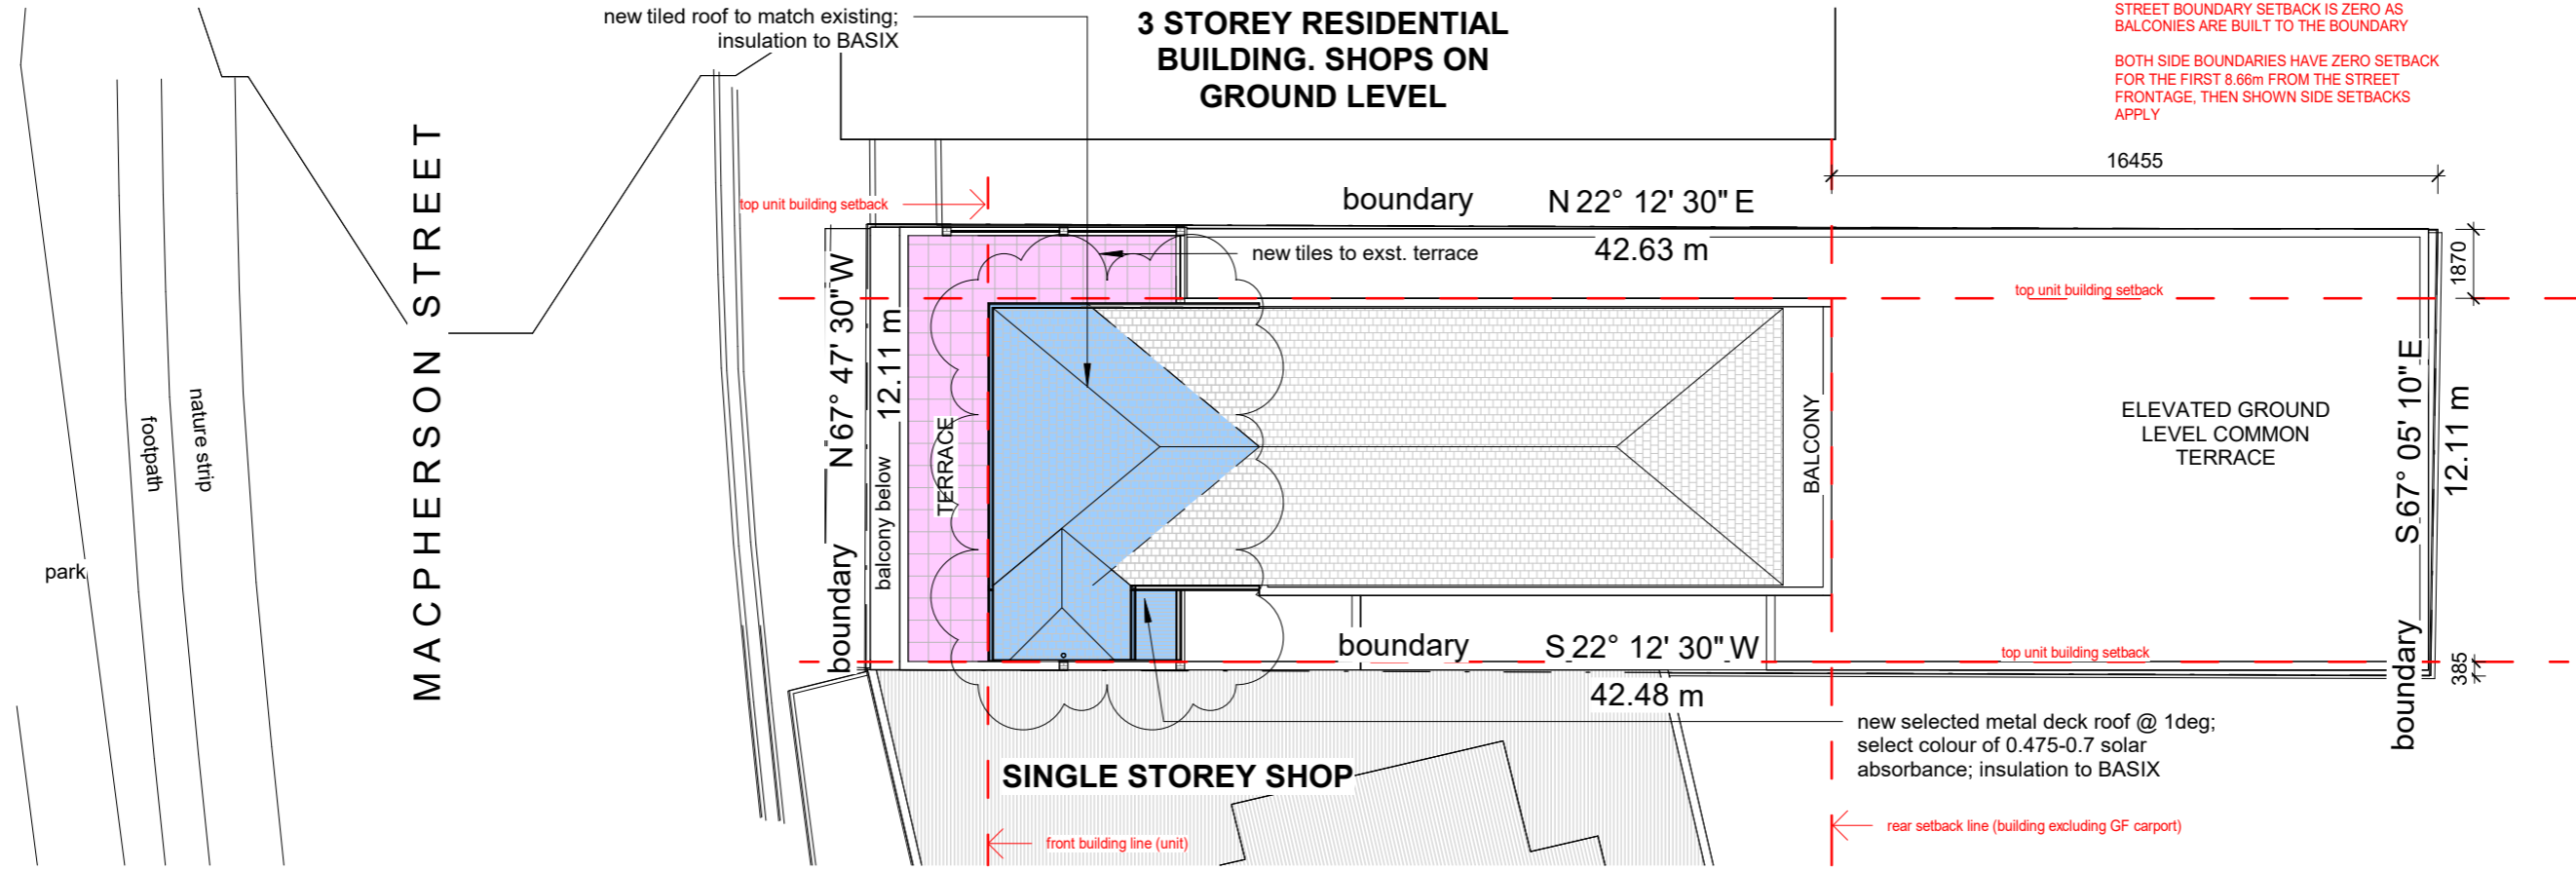 new tiled roof to match existing;
insulation to BASIX
3 STOREY RESIDENTIAL
BUILDING. SHOPS ON
GROUND LEVEL
STREET BOUNDARY SETBACK IS ZERO AS
BALCONIES ARE BUILT TO THE BOUNDARY
BOTH SIDE BOUNDARIES HAVE ZERO SETBACK
FOR THE FIRST 8.66m FROM THE STREET
FRONTAGE, THEN SHOWN SIDE SETBACKS
APPLY
16455
top unit building setback
boundary N 22° 12' 30" E
42.63 m
new tiles to exst. terrace
1870
top unit building setback
MACPHERSON STREET
footpath
nature strip
park
boundary N 67° 47' 30" W
12.11 m
balcony below
TERRACE
BALCONY
ELEVATED GROUND
LEVEL COMMON
TERRACE
boundary S 67° 05' 10" E
12.11 m
boundary S 22° 12' 30" W
42.48 m
top unit building setback
385
new selected metal deck roof @ 1deg;
select colour of 0.475-0.7 solar
absorbance; insulation to BASIX
SINGLE STOREY SHOP
front building line (unit)
rear setback line (building excluding GF carport)